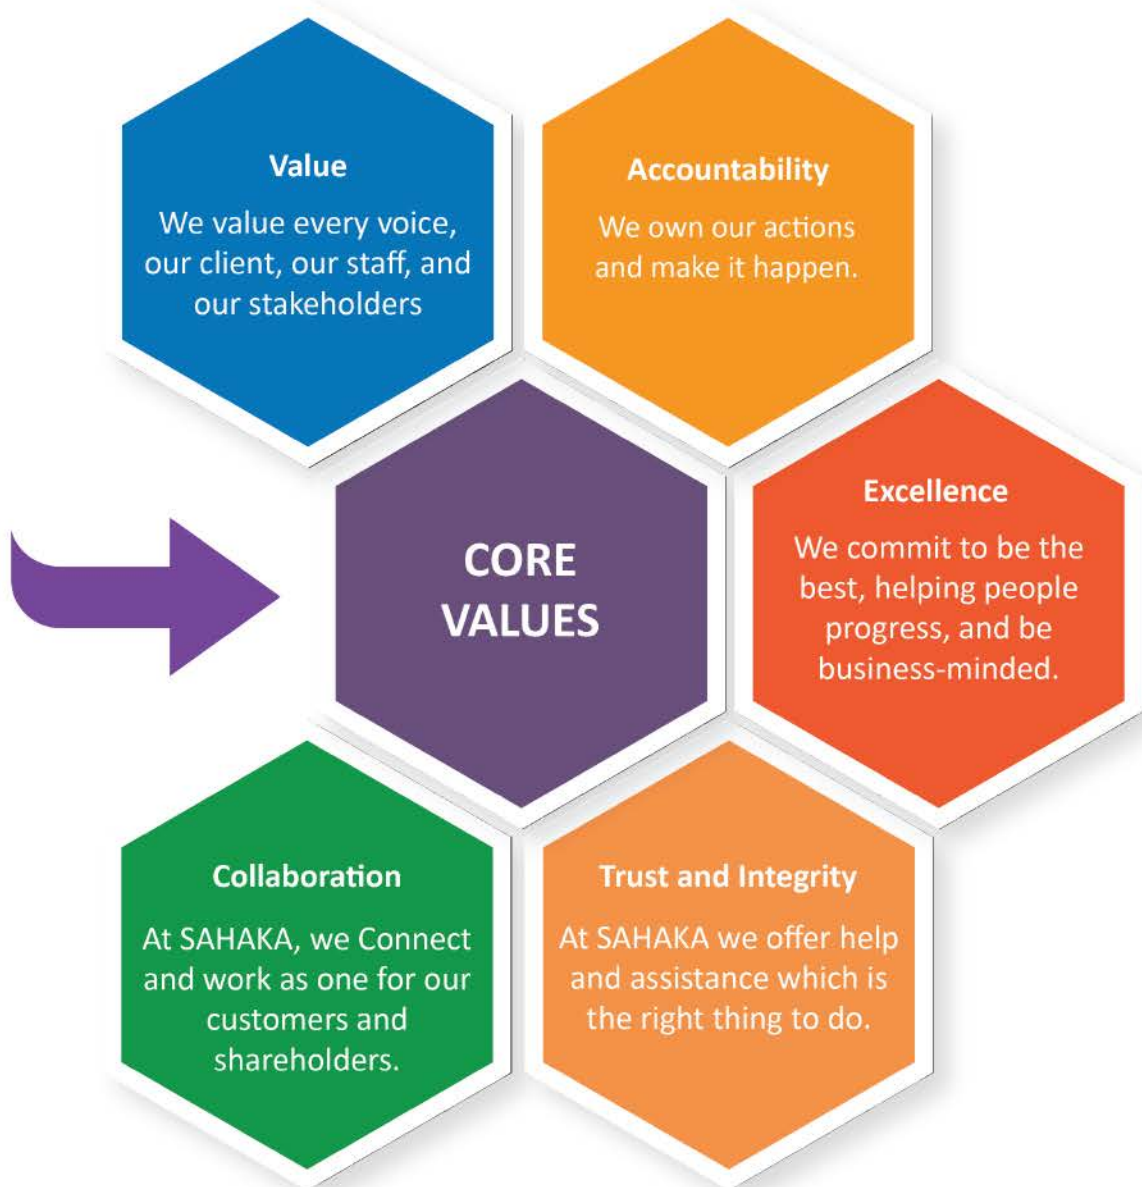 Value
We value every voice,
our client, our staff, and
our stakeholders
Accountability
We own our actions
and make it happen.
CORE
VALUES
Excellence
We commit to be the
best, helping people
progress, and be
business-minded.
Collaboration
At SAHAKA, we Connect
and work as one for our
customers and
shareholders.
Trust and Integrity
At SAHAKA we offer help
and assistance which is
the right thing to do.